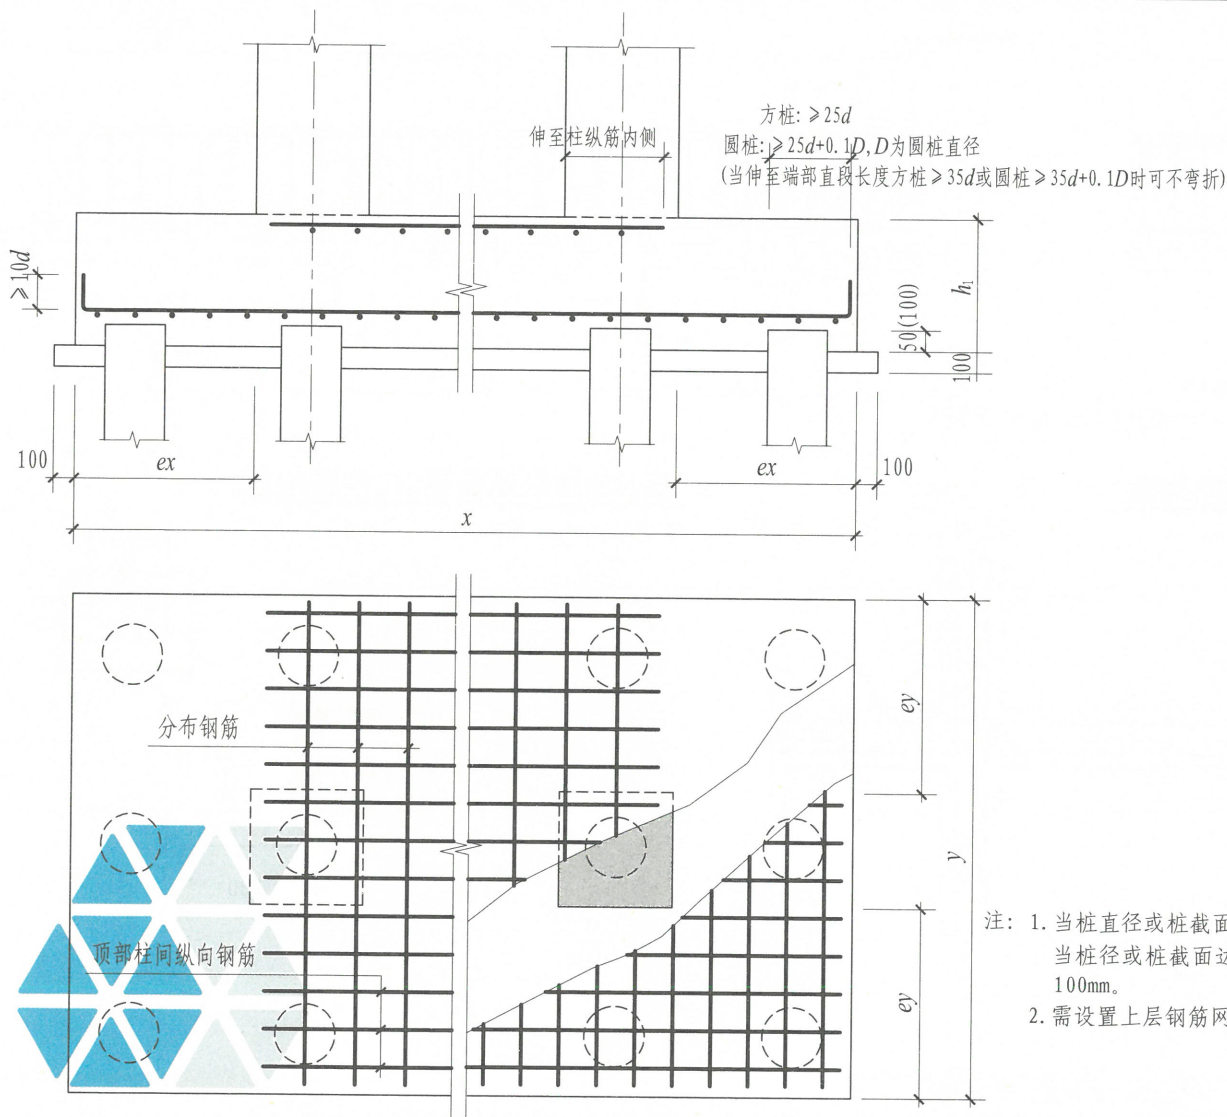 方桩: ≥25d
伸至柱纵筋内侧
圆桩: ≥25d+0.1D, D为圆桩直径
(当伸至端部直段长度方桩≥35d或圆桩≥35d+0.1D时可不弯折)
≥10d
h₁
50(100)
100
100
ex
ex
100
x
分布钢筋
ey
y
顶部柱间纵向钢筋
ey
注: 1. 当桩直径或桩截面
当桩径或桩截面边
100mm。
2. 需设置上层钢筋网